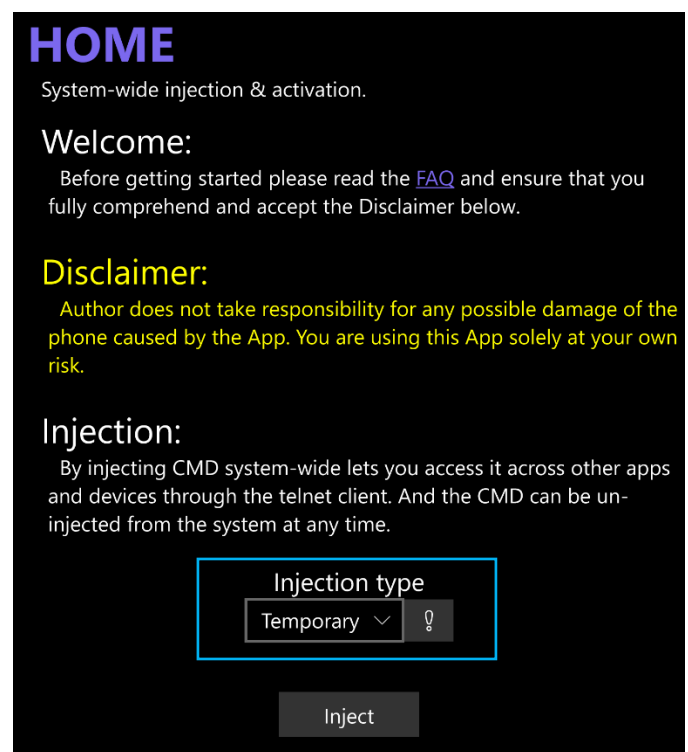 HOME
System-wide injection & activation.
Welcome:
Before getting started please read the FAQ and ensure that you
fully comprehend and accept the Disclaimer below.
Disclaimer:
Author does not take responsibility for any possible damage of the
phone caused by the App. You are using this App solely at your own
risk.
Injection:
By injecting CMD system-wide lets you access it across other apps
and devices through the telnet client. And the CMD can be un-
injected from the system at any time.
Injection type
Temporary
Inject